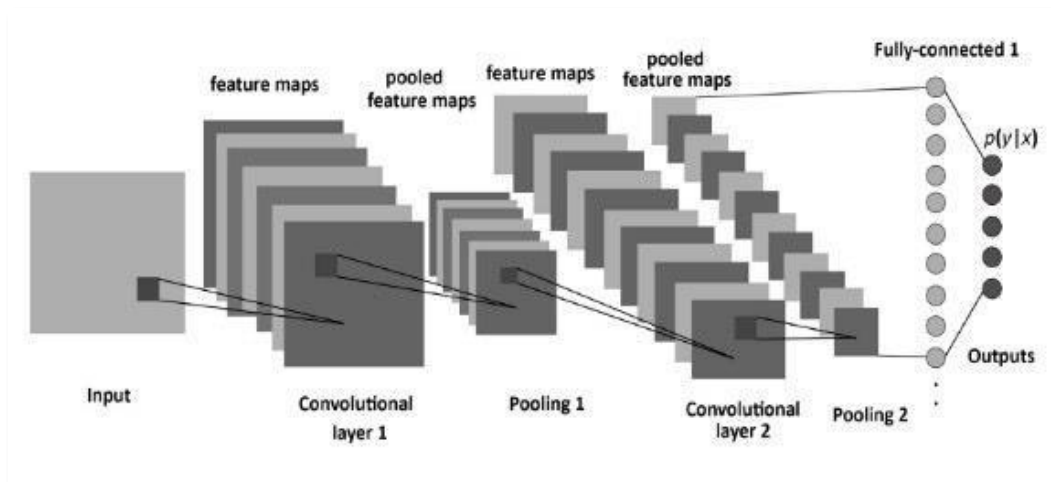 Fully-connected 1
feature maps
pooled
feature maps
feature maps
pooled
feature maps
p(y|x)
Input
Convolutional
layer 1
Pooling 1
Convolutional
layer 2
Pooling 2
Outputs